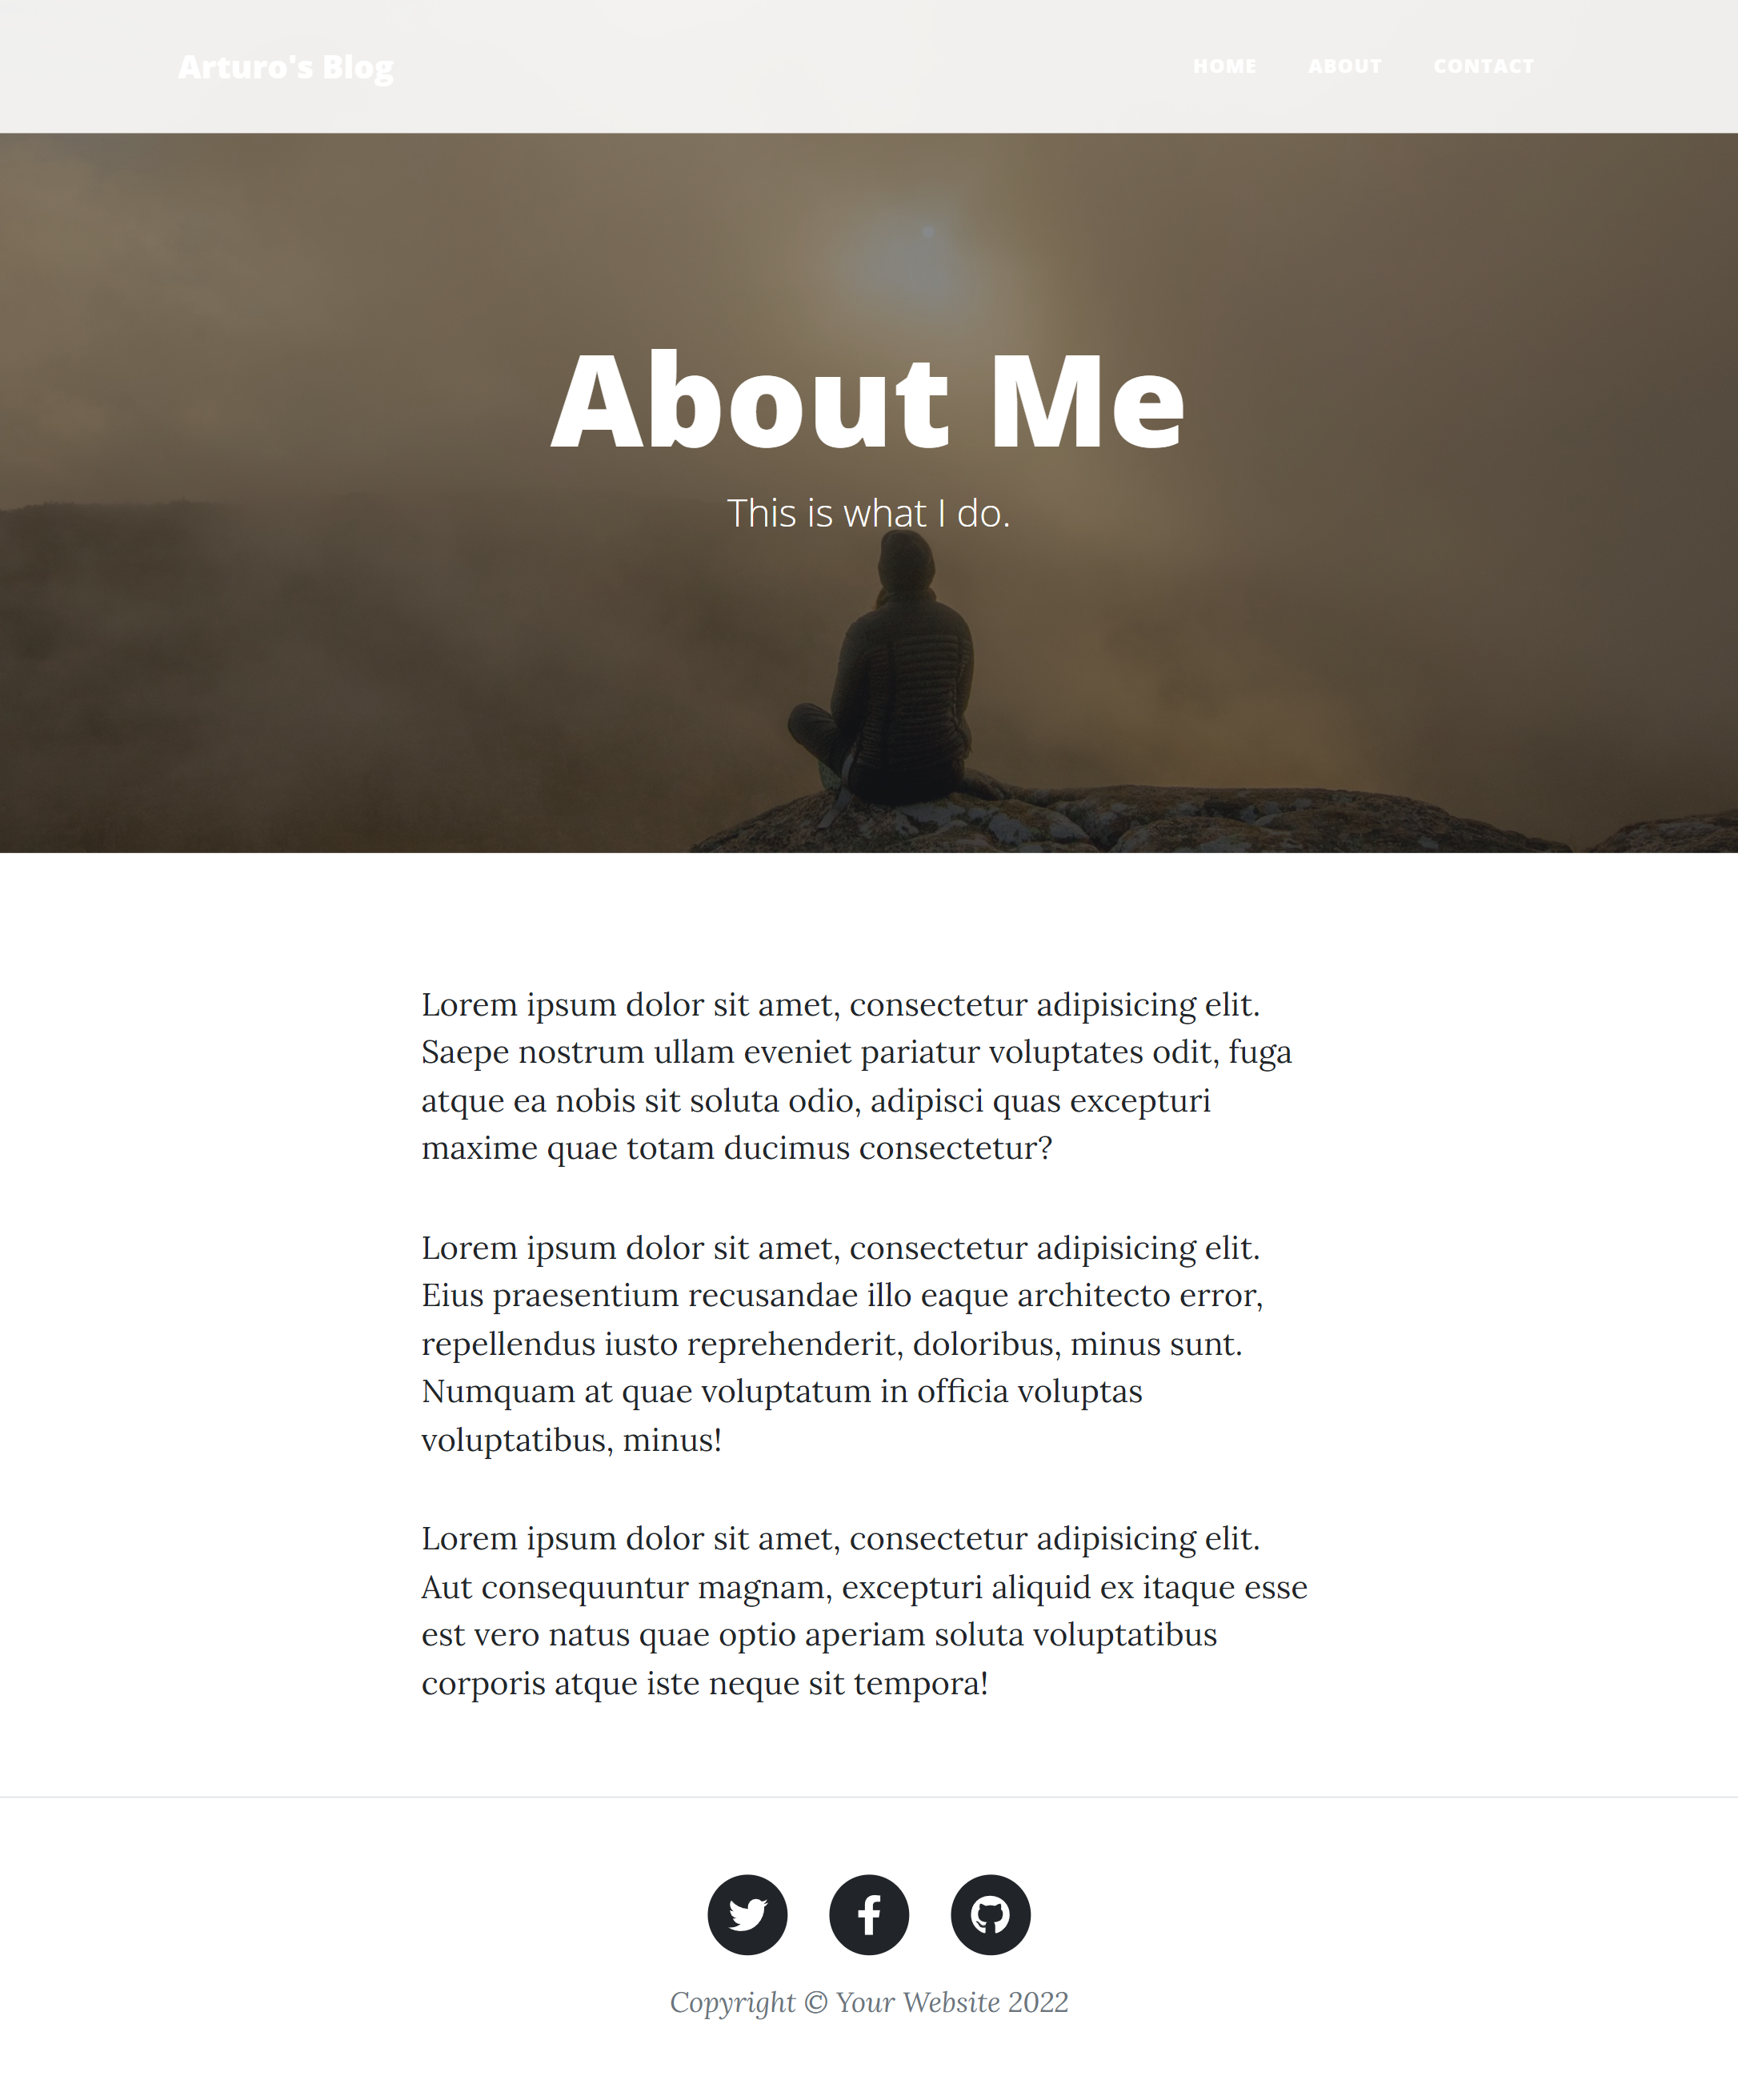 Arturo's Blog
HOME ABOUT CONTACT
About Me
This is what I do.
Lorem ipsum dolor sit amet, consectetur adipisicing elit.
Saepe nostrum ullam eveniet pariatur voluptates odit, fuga
atque ea nobis sit soluta odio, adipisci quas excepturi
maxime quae totam ducimus consectetur?
Lorem ipsum dolor sit amet, consectetur adipisicing elit.
Eius praesentium recusandae illo eaque architecto error,
repellendus iusto reprehenderit, doloribus, minus sunt.
Numquam at quae voluptatum in officia voluptas
voluptatibus, minus!
Lorem ipsum dolor sit amet, consectetur adipisicing elit.
Aut consequuntur magnam, excepturi aliquid ex itaque esse
est vero natus quae optio aperiam soluta voluptatibus
corporis atque iste neque sit tempora!
Copyright © Your Website 2022